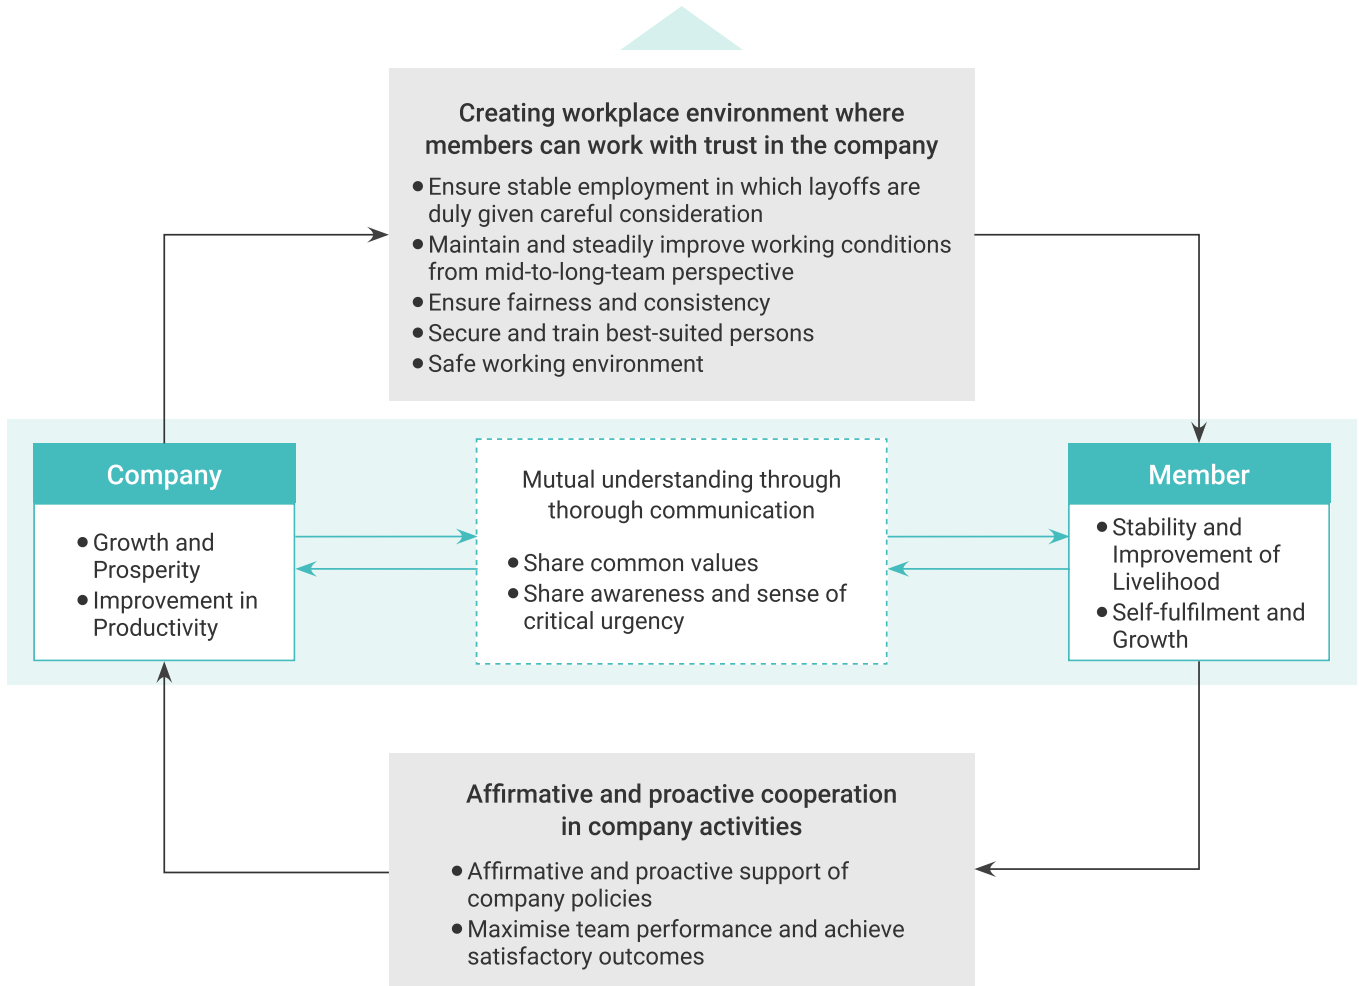 Creating workplace environment where
members can work with trust in the company
● Ensure stable employment in which layoffs are
duly given careful consideration
● Maintain and steadily improve working conditions
from mid-to-long-team perspective
● Ensure fairness and consistency
● Secure and train best-suited persons
● Safe working environment
Company
● Growth and
Prosperity
● Improvement in
Productivity
Mutual understanding through
thorough communication
● Share common values
● Share awareness and sense of
critical urgency
Member
● Stability and
Improvement of
Livelihood
● Self-fulfilment and
Growth
Affirmative and proactive cooperation
in company activities
● Affirmative and proactive support of
company policies
● Maximise team performance and achieve
satisfactory outcomes